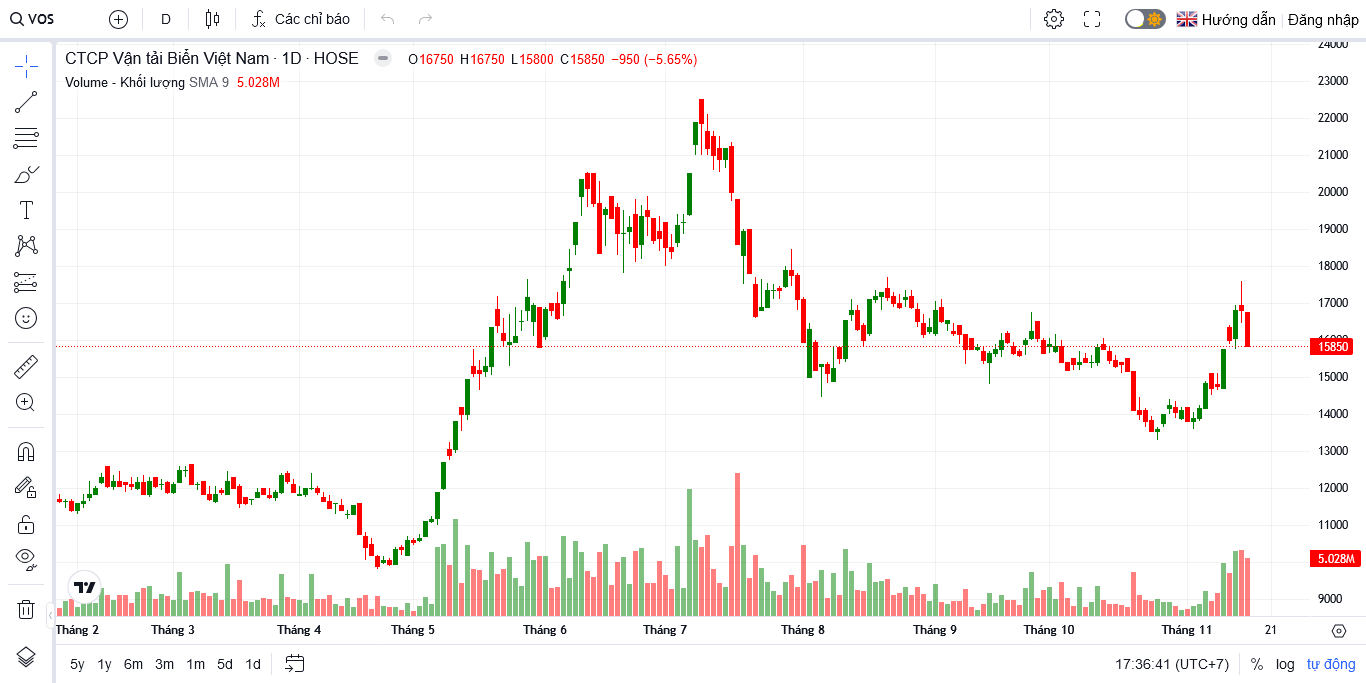 VOS D Các chỉ báo Hướng dẫn Đăng nhập
CTCP Vận tải Biển Việt Nam · 1D · HOSE O16750 H16750 L15800 C15850 −950 (−5.65%)
Volume - Khối lượng SMA 9 5.028M
24000
23000
22000
21000
20000
19000
18000
17000
16000
15850
15000
14000
13000
12000
11000
5.028M
9000
Tháng 2 Tháng 3 Tháng 4 Tháng 5 Tháng 6 Tháng 7 Tháng 8 Tháng 9 Tháng 10 Tháng 11 21
5y 1y 6m 3m 1m 5d 1d 17:36:41 (UTC+7) % log tự động